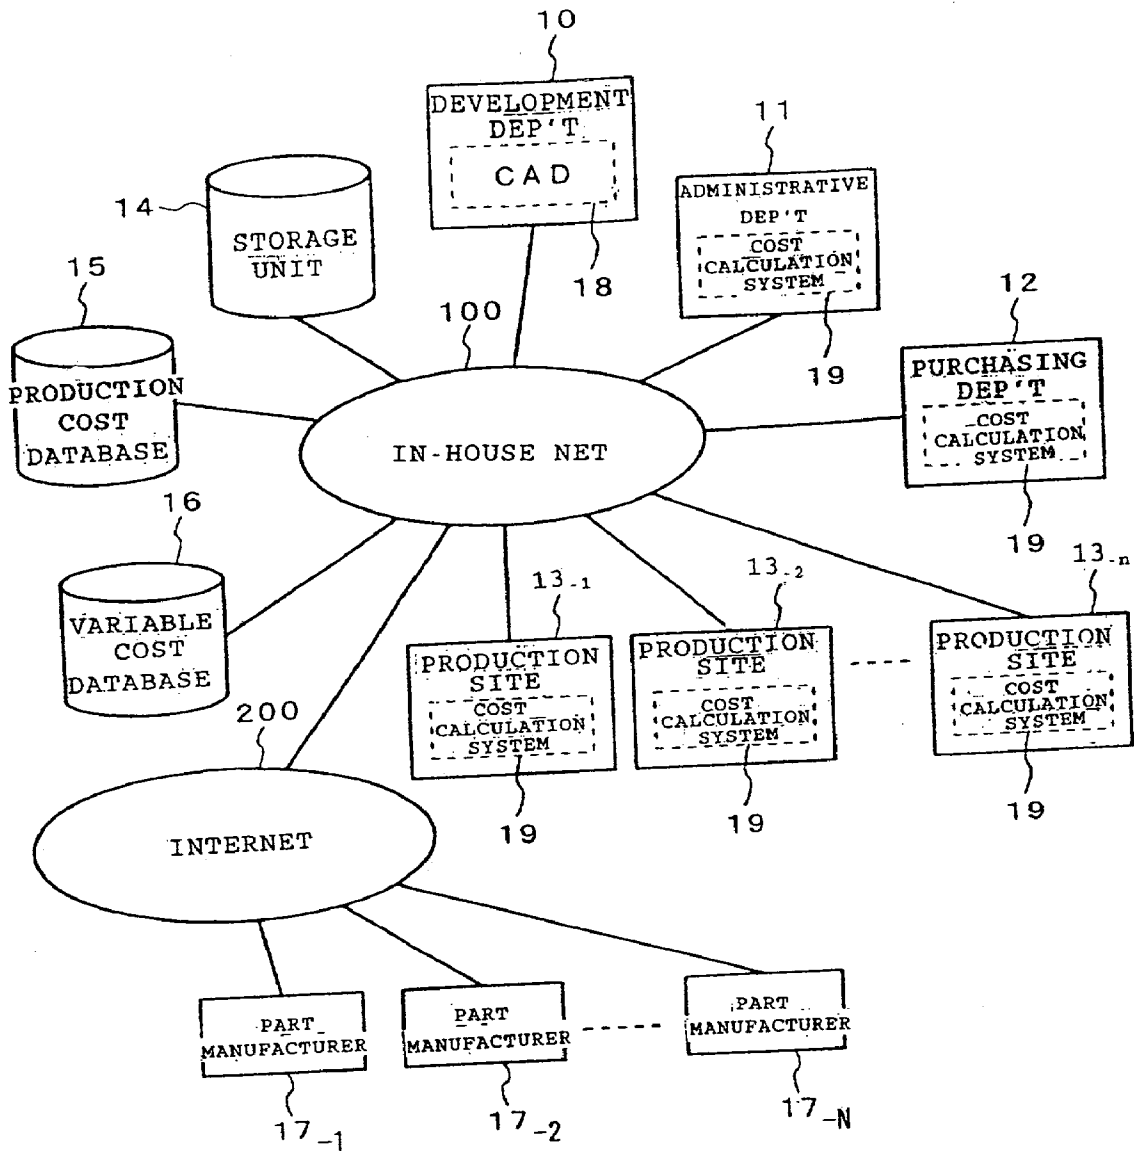 10
DEVELOPMENT
DEP'T
CAD
18
11
ADMINISTRATIVE
DEP'T
COST
CALCULATION
SYSTEM
19
14
STORAGE
UNIT
15
PRODUCTION
COST
DATABASE
100
IN-HOUSE NET
12
PURCHASING
DEP'T
COST
CALCULATION
SYSTEM
19
16
VARIABLE
COST
DATABASE
13-1
PRODUCTION
SITE
COST
CALCULATION
SYSTEM
19
13-2
PRODUCTION
SITE
COST
CALCULATION
SYSTEM
19
13-n
PRODUCTION
SITE
COST
CALCULATION
SYSTEM
19
200
INTERNET
PART
MANUFACTURER
17-1
PART
MANUFACTURER
17-2
PART
MANUFACTURER
17-N